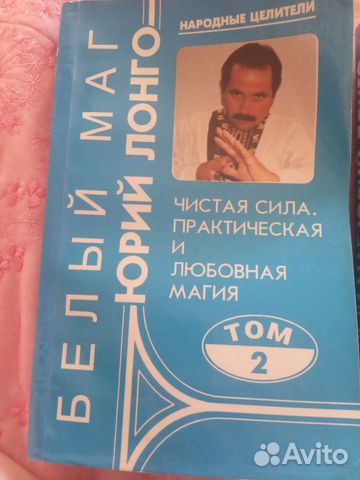 НАРОДНЫЕ ЦЕЛИТЕЛИ
БЕЛЫЙ МАГ
ЮРИЙ ЛОНГО
ЧИСТАЯ СИЛА.
ПРАКТИЧЕСКАЯ
И
ЛЮБОВНАЯ
МАГИЯ
ТОМ
2
Avito